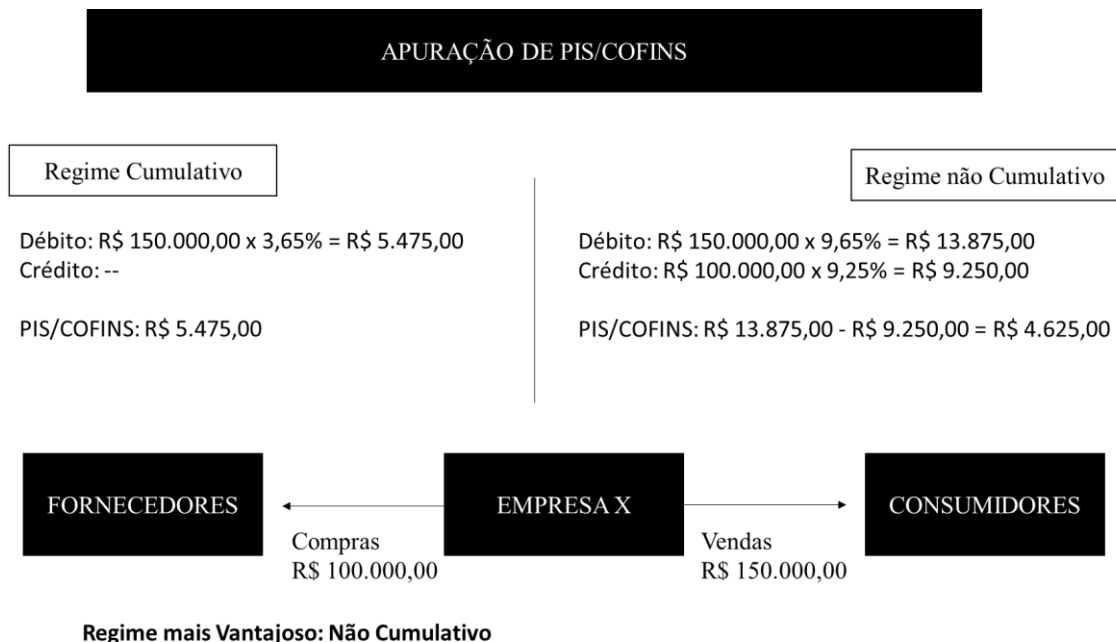 APURAÇÃO DE PIS/COFINS
Regime Cumulativo
Débito: R$ 150.000,00 x 3,65% = R$ 5.475,00
Crédito: --
PIS/COFINS: R$ 5.475,00
Regime não Cumulativo
Débito: R$ 150.000,00 x 9,65% = R$ 13.875,00
Crédito: R$ 100.000,00 x 9,25% = R$ 9.250,00
PIS/COFINS: R$ 13.875,00 - R$ 9.250,00 = R$ 4.625,00
FORNECEDORES
Compras
R$ 100.000,00
EMPRESA X
Vendas
R$ 150.000,00
CONSUMIDORES
Regime mais Vantajoso: Não Cumulativo